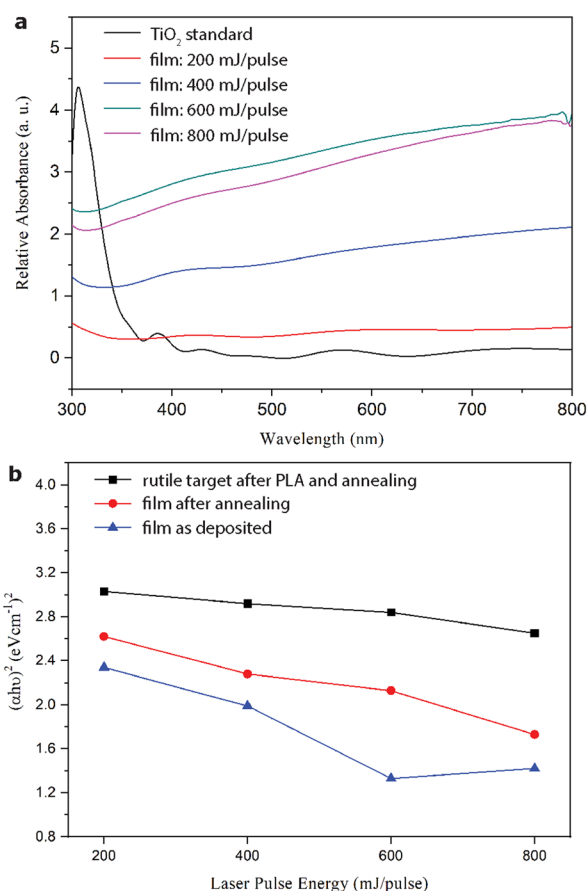 a
TiO₂ standard
film: 200 mJ/pulse
film: 400 mJ/pulse
film: 600 mJ/pulse
film: 800 mJ/pulse
5
4
3
2
1
0
Relative Absorbance (a. u.)
300 400 500 600 700 800
Wavelength (nm)
b
rutile target after PLA and annealing
film after annealing
film as deposited
4.0
3.6
3.2
2.8
2.4
2.0
1.6
1.2
0.8
(αhυ)² (eVcm⁻¹)²
200 400 600 800
Laser Pulse Energy (mJ/pulse)